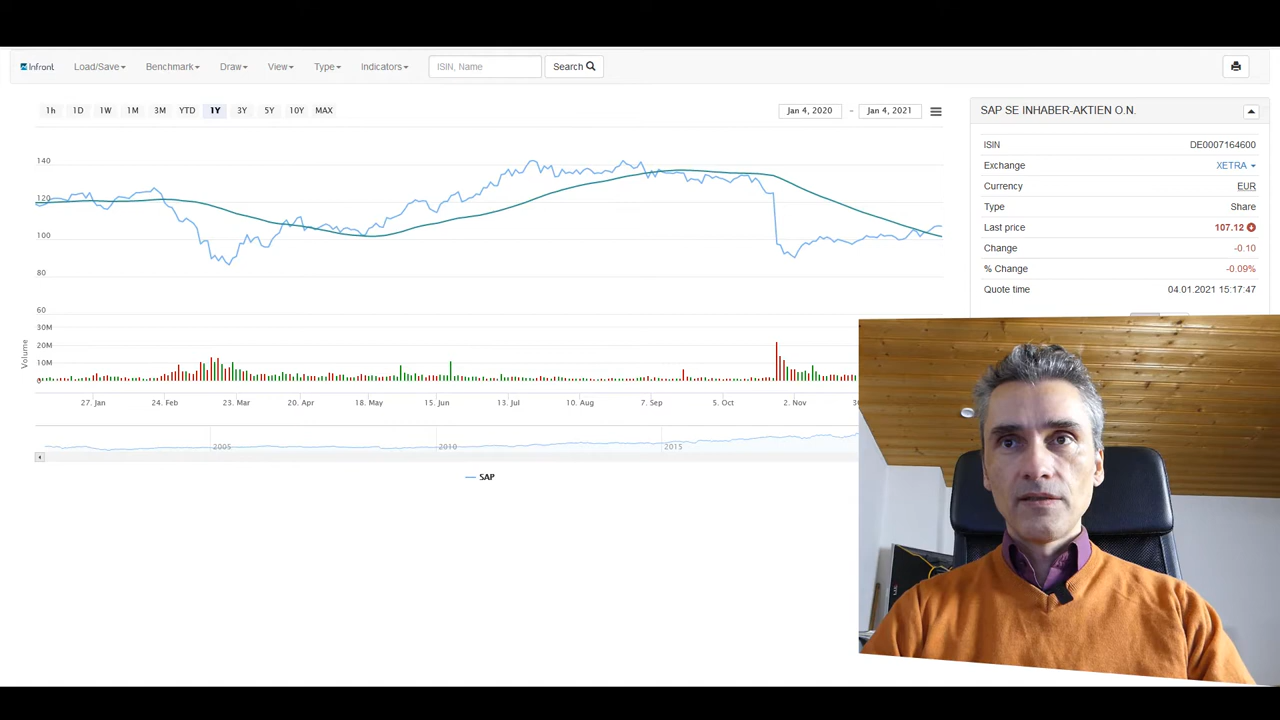 Infront Load/Save Benchmark Draw View Type Indicators ISIN, Name Search
1h 1D 1W 1M 3M YTD 1Y 3Y 5Y 10Y MAX Jan 4, 2020 – Jan 4, 2021
SAP SE INHABER-AKTIEN O.N.
ISIN DE0007164600
Exchange XETRA
Currency EUR
Type Share
Last price 107.12
Change -0.10
% Change -0.09%
Quote time 04.01.2021 15:17:47
140
120
100
80
60
30M
20M
10M
0
Volume
27. Jan 24. Feb 23. Mar 20. Apr 18. May 15. Jun 13. Jul 10. Aug 7. Sep 5. Oct 2. Nov
2005 2010 2015
SAP